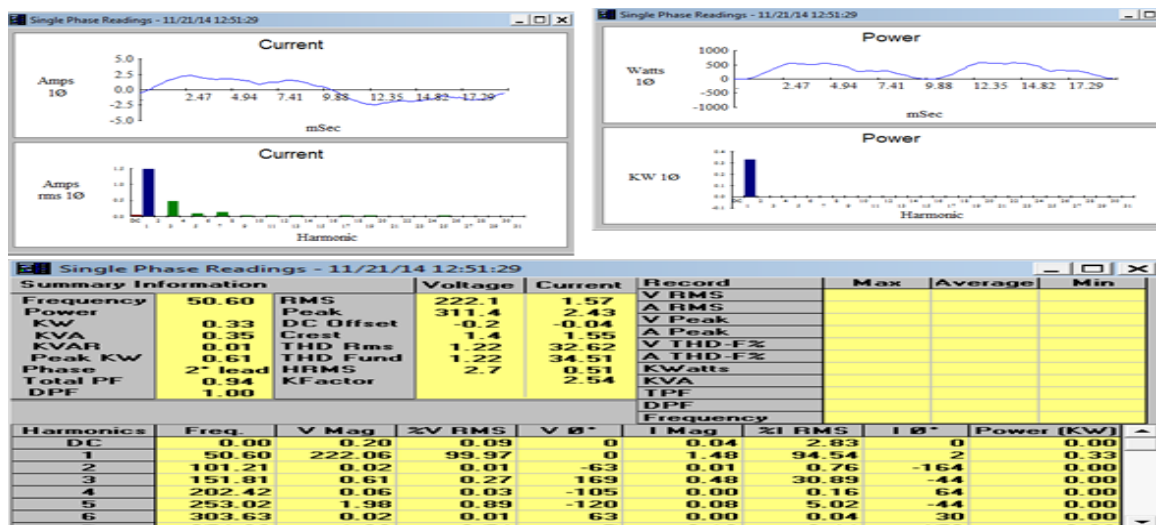 Single Phase Readings - 11/21/14 12:51:29
Current
5.0
2.5
0.0
-2.5
-5.0
Amps
1Ø
2.47 4.94 7.41 9.88 12.35 14.82 17.29
mSec
Current
Amps
rms 1Ø
Harmonic
Single Phase Readings - 11/21/14 12:51:29
Power
1000
500
0
-500
-1000
Watts
1Ø
2.47 4.94 7.41 9.88 12.35 14.82 17.29
mSec
Power
KW 1Ø
0.4
0.3
0.2
0.1
0.0
-0.1
Harmonic
Single Phase Readings - 11/21/14 12:51:29
Summary Information Voltage Current Record Max Average Min
Frequency 50.60 RMS 222.1 1.57 V RMS
Power Peak 311.4 2.43 A RMS
KW 0.33 DC Offset -0.2 -0.04 V Peak
KVA 0.35 Crest 1.4 1.55 A Peak
KVAR 0.01 THD Rms 1.22 32.62 V THD-F%
Peak KW 0.61 THD Fund 1.22 34.51 A THD-F%
Phase 2° lead HRMS 2.7 0.51 KWatts
Total PF 0.94 KFactor 2.54 KVA
DPF 1.00 TPF
DPF
Frequency
Harmonics Freq. V Mag %V RMS V Ø° I Mag %I RMS I Ø° Power (KW)
DC 0.00 0.20 0.09 0 0.04 2.83 0 0.00
1 50.60 222.06 99.97 0 1.48 94.54 2 0.33
2 101.21 0.02 0.01 -63 0.01 0.76 -164 0.00
3 151.81 0.61 0.27 169 0.48 30.89 -44 0.00
4 202.42 0.06 0.03 -105 0.00 0.16 64 0.00
5 253.02 1.98 0.89 -120 0.08 5.02 -44 0.00
6 303.63 0.02 0.01 63 0.00 0.04 30 0.00